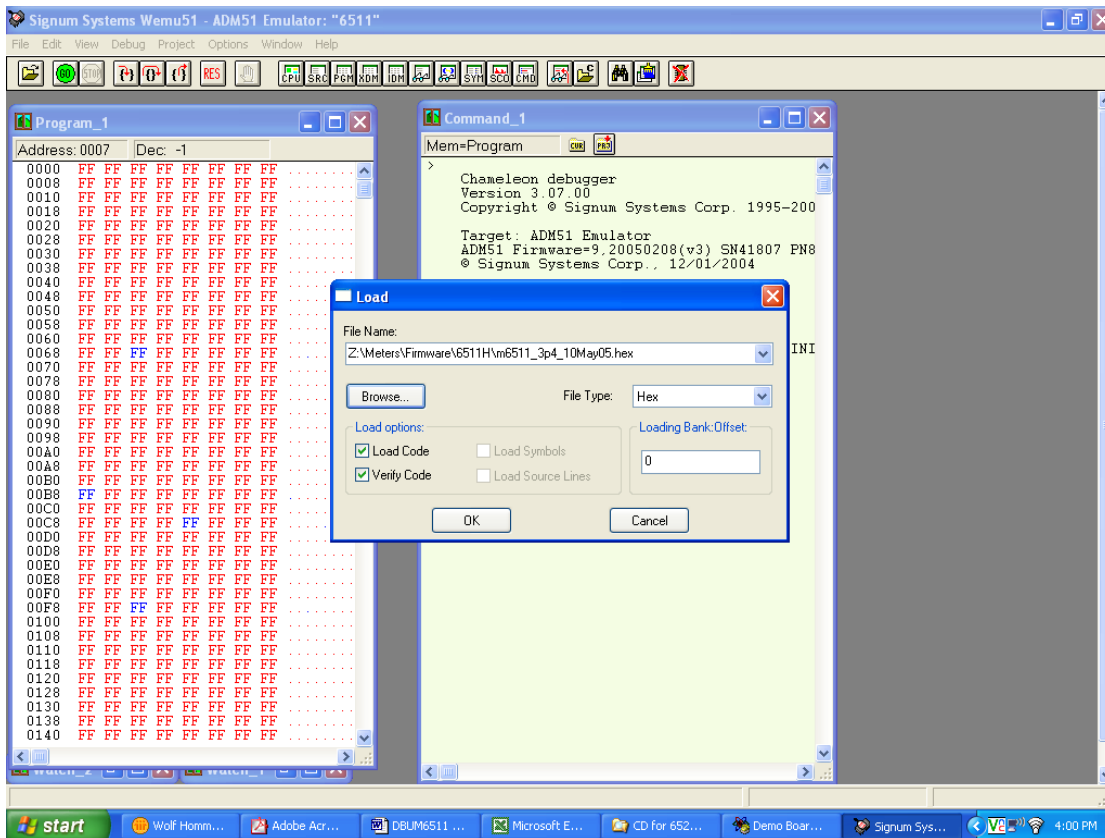 Signum Systems Wemu51 - ADM51 Emulator: "6511"
File Edit View Debug Project Options Window Help
GO STOP RES CPU SRC PGM XDM IDM SYM SCO CMD
Program_1
Address: 0007 Dec: -1
0000 FF FF FF FF FF FF FF FF ........
0008 FF FF FF FF FF FF FF FF ........
0010 FF FF FF FF FF FF FF FF ........
0018 FF FF FF FF FF FF FF FF ........
0020 FF FF FF FF FF FF FF FF ........
0028 FF FF FF FF FF FF FF FF ........
0030 FF FF FF FF FF FF FF FF ........
0038 FF FF FF FF FF FF FF FF ........
0040 FF FF FF FF FF FF FF FF ........
0048 FF FF FF FF FF FF FF FF
0050 FF FF FF FF FF FF FF FF
0058 FF FF FF FF FF FF FF FF
0060 FF FF FF FF FF FF FF FF
0068 FF FF FF FF FF FF FF FF
0070 FF FF FF FF FF FF FF FF
0078 FF FF FF FF FF FF FF FF
0080 FF FF FF FF FF FF FF FF
0088 FF FF FF FF FF FF FF FF
0090 FF FF FF FF FF FF FF FF
0098 FF FF FF FF FF FF FF FF
00A0 FF FF FF FF FF FF FF FF
00A8 FF FF FF FF FF FF FF FF
00B0 FF FF FF FF FF FF FF FF
00B8 FF FF FF FF FF FF FF FF
00C0 FF FF FF FF FF FF FF FF
00C8 FF FF FF FF FF FF FF FF
00D0 FF FF FF FF FF FF FF FF
00D8 FF FF FF FF FF FF FF FF ........
00E0 FF FF FF FF FF FF FF FF ........
00E8 FF FF FF FF FF FF FF FF ........
00F0 FF FF FF FF FF FF FF FF ........
00F8 FF FF FF FF FF FF FF FF ........
0100 FF FF FF FF FF FF FF FF ........
0108 FF FF FF FF FF FF FF FF ........
0110 FF FF FF FF FF FF FF FF ........
0118 FF FF FF FF FF FF FF FF ........
0120 FF FF FF FF FF FF FF FF ........
0128 FF FF FF FF FF FF FF FF ........
0130 FF FF FF FF FF FF FF FF ........
0138 FF FF FF FF FF FF FF FF ........
0140 FF FF FF FF FF FF FF FF ........
Watch_2
Watch_1
Command_1
Mem=Program CUR PRJ
>
Chameleon debugger
Version 3.07.00
Copyright © Signum Systems Corp. 1995-200
Target: ADM51 Emulator
ADM51 Firmware=9,20050208(v3) SN41807 PN8
© Signum Systems Corp., 12/01/2004
INI
Load
File Name:
Z:\Meters\Firmware\6511H\m6511_3p4_10May05.hex
Browse...
File Type: Hex
Load options:
Load Code
Load Symbols
Verify Code
Load Source Lines
Loading Bank:Offset:
0
OK
Cancel
start
Wolf Homm...
Adobe Acr...
DBUM6511 ...
Microsoft E...
CD for 652...
Demo Boar...
Signum Sys...
4:00 PM